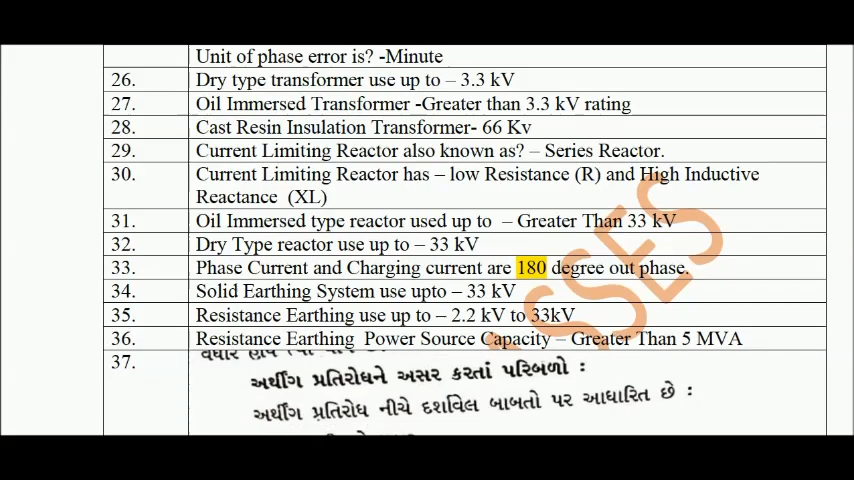 Unit of phase error is? -Minute
26. Dry type transformer use up to – 3.3 kV
27. Oil Immersed Transformer -Greater than 3.3 kV rating
28. Cast Resin Insulation Transformer- 66 Kv
29. Current Limiting Reactor also known as? – Series Reactor.
30. Current Limiting Reactor has – low Resistance (R) and High Inductive
Reactance (XL)
31. Oil Immersed type reactor used up to – Greater Than 33 kV
32. Dry Type reactor use up to – 33 kV
33. Phase Current and Charging current are 180 degree out phase.
34. Solid Earthing System use upto – 33 kV
35. Resistance Earthing use up to – 2.2 kV to 33kV
36. Resistance Earthing Power Source Capacity – Greater Than 5 MVA
37.
અર્થીંગ પ્રતિરોધને અસર કરતાં પરિબળો :
અર્થીંગ પ્રતિરોધ નીચે દર્શાવેલ બાબતો પર આધારિત છે :